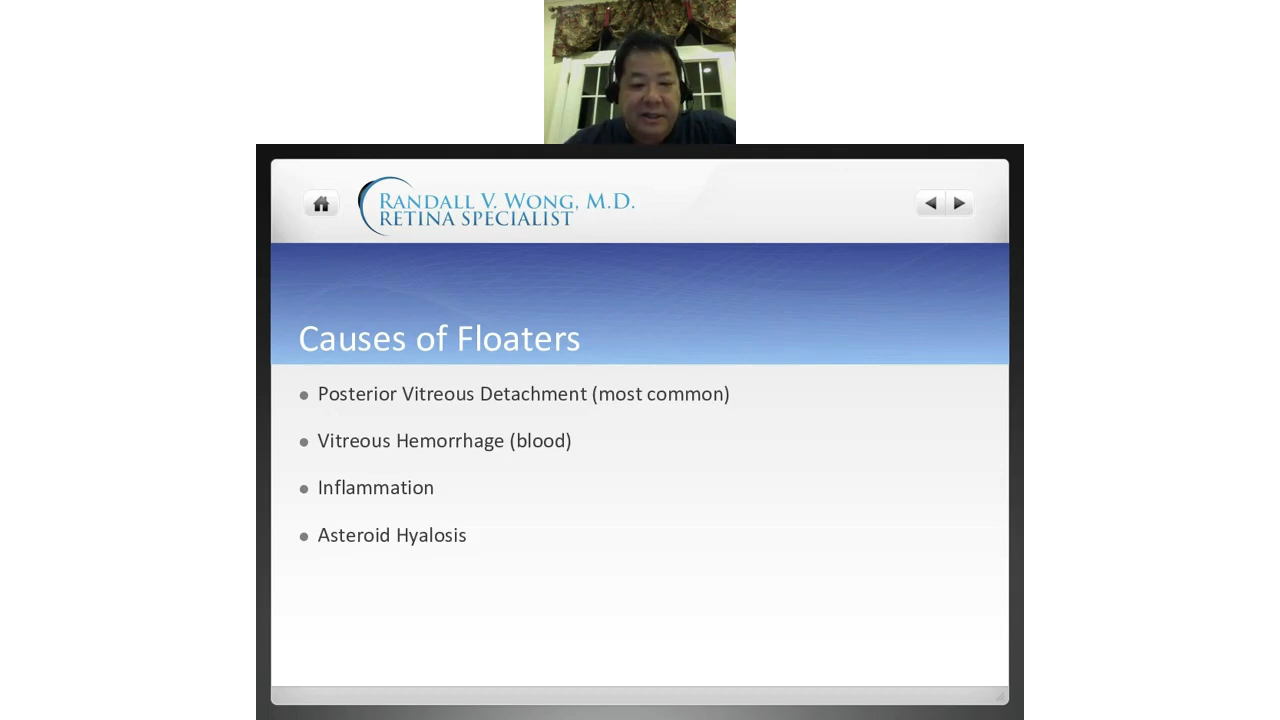 RANDALL V. WONG, M.D.
RETINA SPECIALIST
Causes of Floaters
Posterior Vitreous Detachment (most common)
Vitreous Hemorrhage (blood)
Inflammation
Asteroid Hyalosis